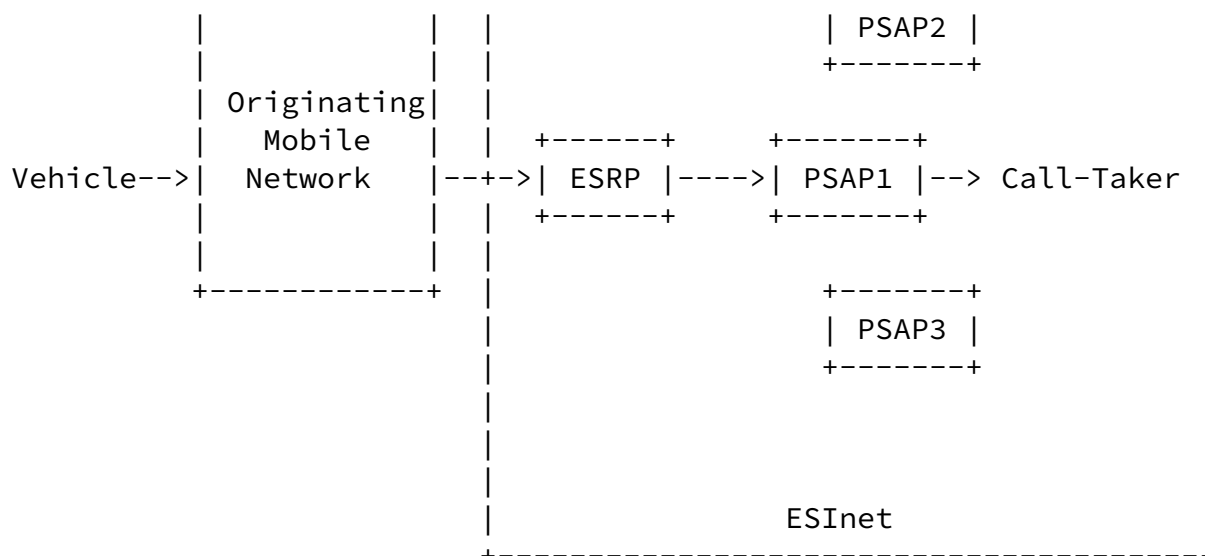 | | | | PSAP2 |
| | | +-------+
| Originating| |
| Mobile | | +------+ +-------+
Vehicle-->| Network |--+->| ESRP |---->| PSAP1 |--> Call-Taker
| | | +------+ +-------+
| | |
+------------+ | +-------+
| | PSAP3 |
| +-------+
|
|
|
| ESInet
+--------------------------------------